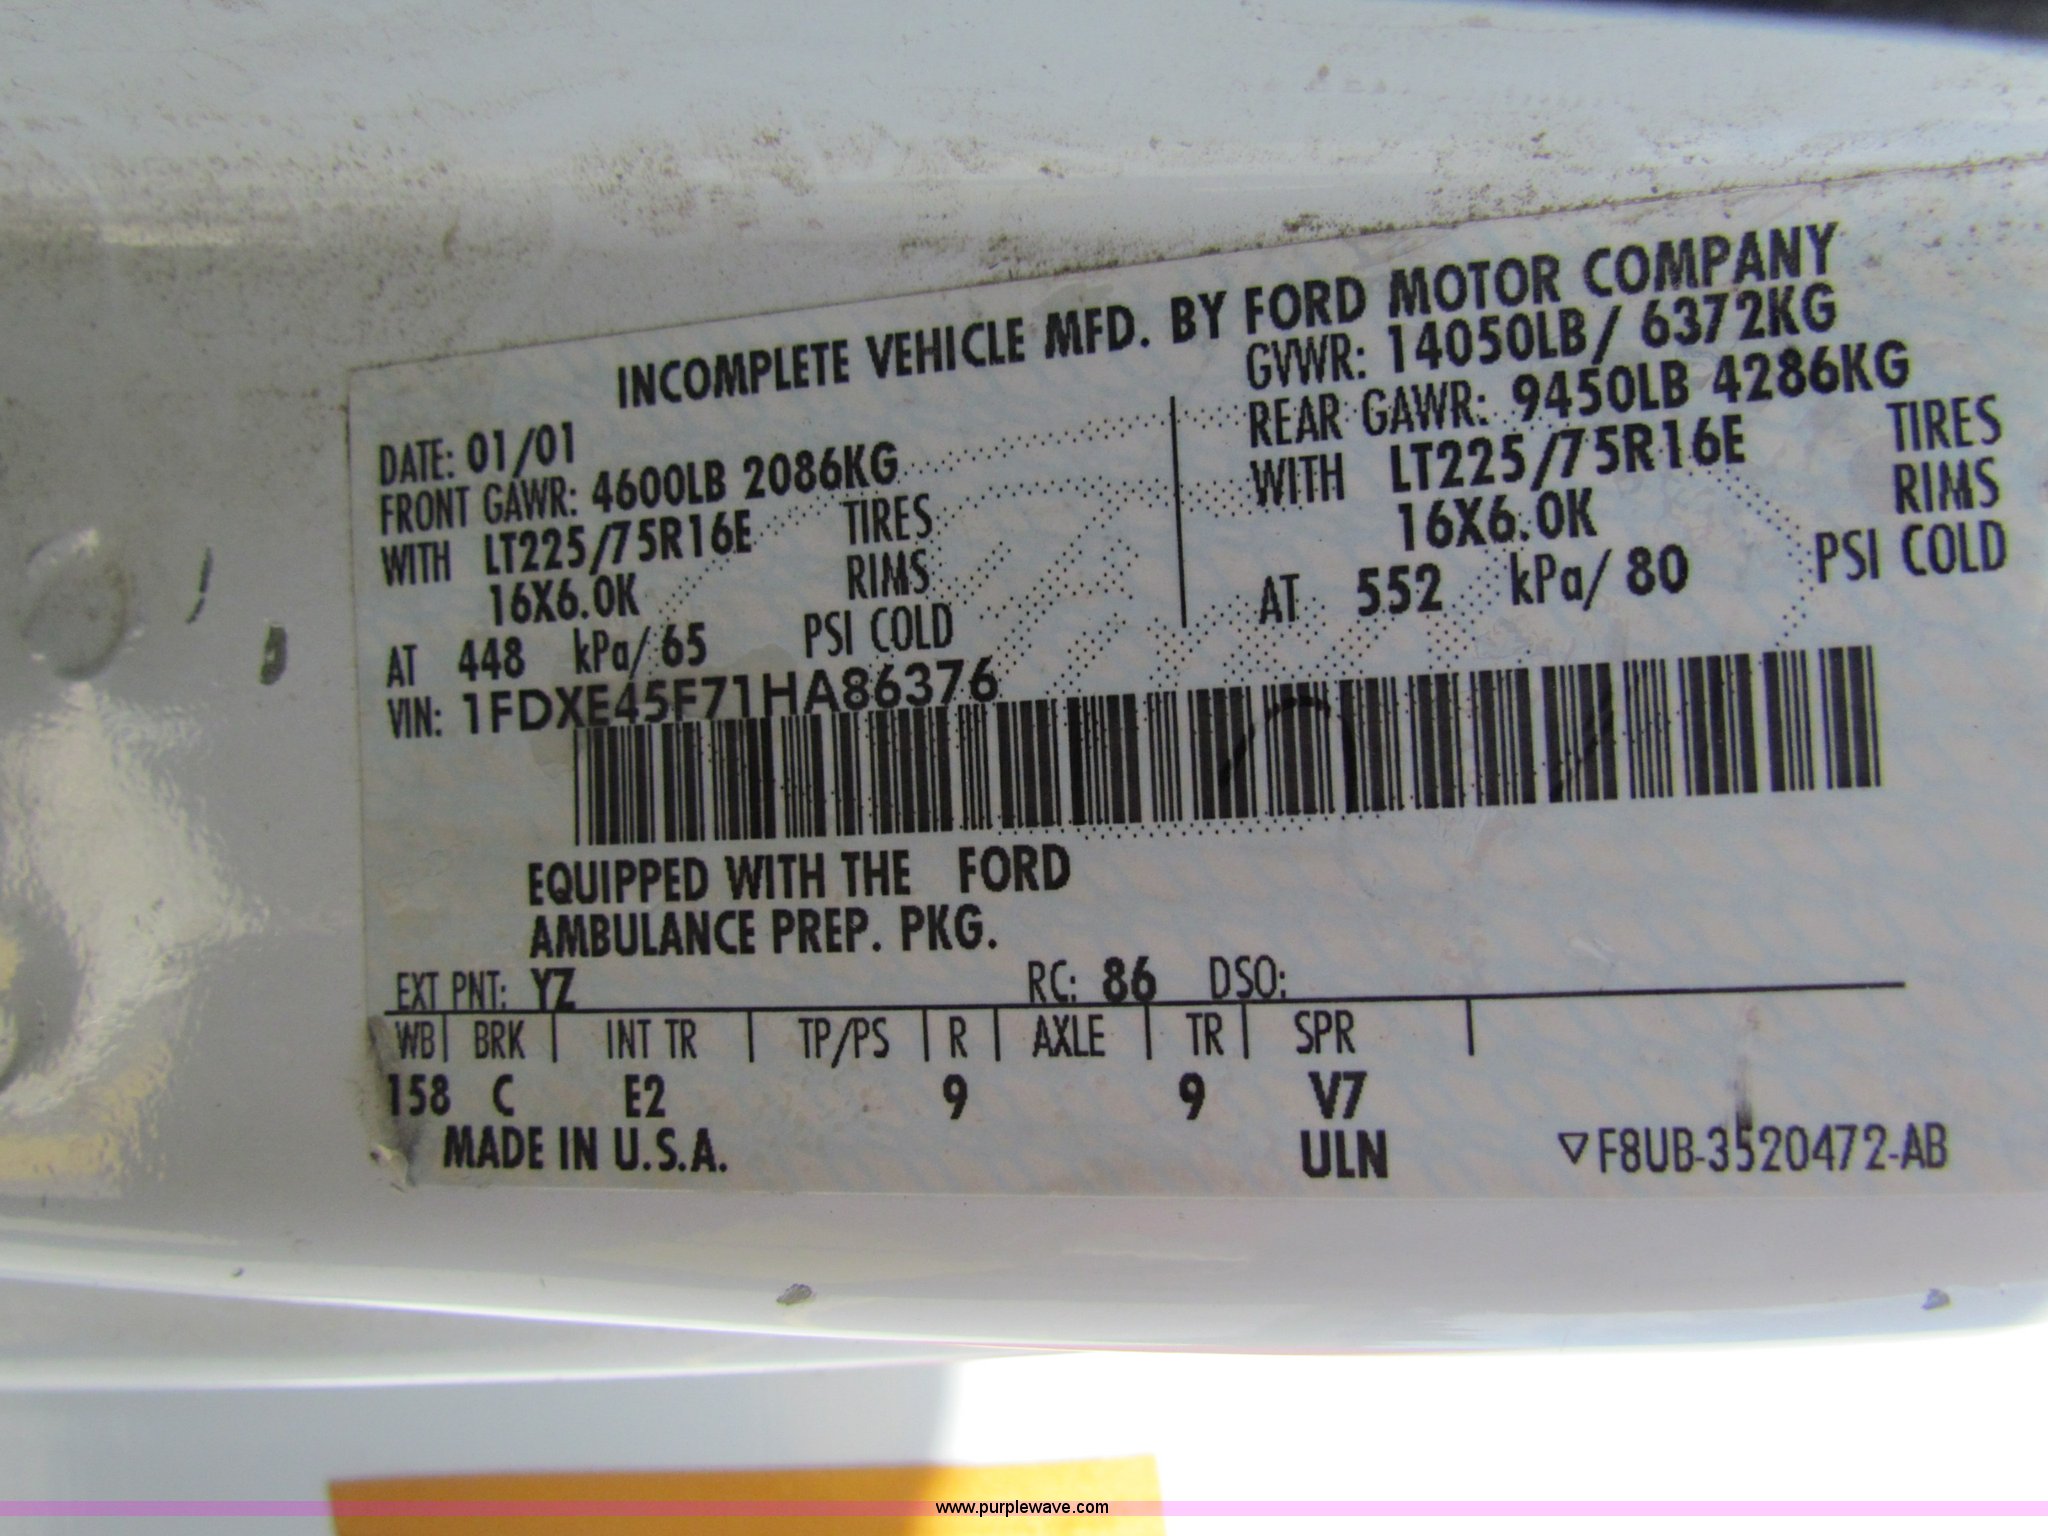 INCOMPLETE VEHICLE MFD. BY FORD MOTOR COMPANY
DATE: 01/01 GVWR: 14050LB/ 6372KG
FRONT GAWR: 4600LB 2086KG REAR GAWR: 9450LB 4286KG
WITH LT225/75R16E TIRES WITH LT225/75R16E TIRES
16X6.0K RIMS 16X6.0K RIMS
AT 448 kPa/ 65 PSI COLD AT 552 kPa/ 80 PSI COLD
VIN: 1FDXE45F71HA86376
EQUIPPED WITH THE FORD
AMBULANCE PREP. PKG.
EXT PNT: YZ RC: 86 DSO:
WB BRK INT TR TP/PS R AXLE TR SPR
158 C E2 9 9 V7
MADE IN U.S.A. ULN ▽F8UB-3520472-AB
www.purplewave.com